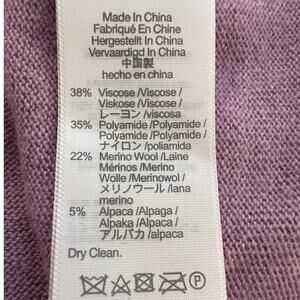 Made In China
Fabriqué En Chine
Hergestellt In China
Vervaardigd In China
中国製
hecho en china
38% Viscose /Viscose /
Viskose /Viscose /
レーヨン /viscosa
35% Polyamide /Polyamide /
Polyamide /Polyamide /
ナイロン /poliamida
22% Merino Wool /Laine
Mérinos /Merino
Wolle /Merinowol /
メリノウール /lana
merino
5% Alpaca /Alpaga /
Alpaka /Alpaca /
アルパカ /alpaca
Dry Clean.
P